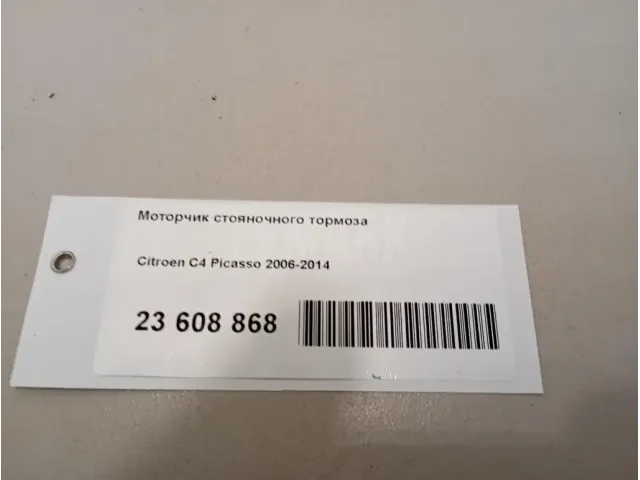 Моторчик стояночного тормоза
Citroen C4 Picasso 2006-2014
23 608 868